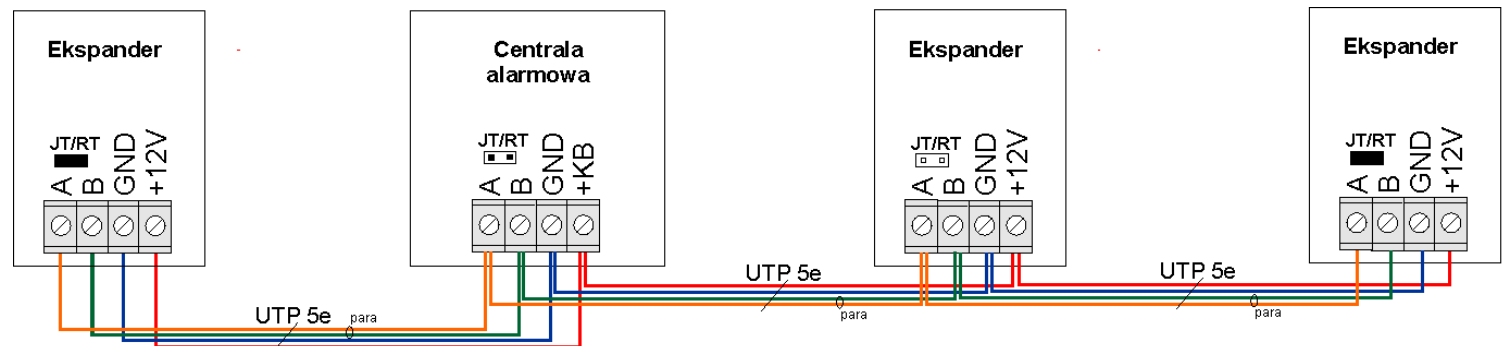 Ekspander
JT/RT
A B GND +12V
Centrala
alarmowa
JT/RT
A B GND +KB
Ekspander
JT/RT
A B GND +12V
Ekspander
JT/RT
A B GND +12V
UTP 5e
para
UTP 5e
para
UTP 5e
para